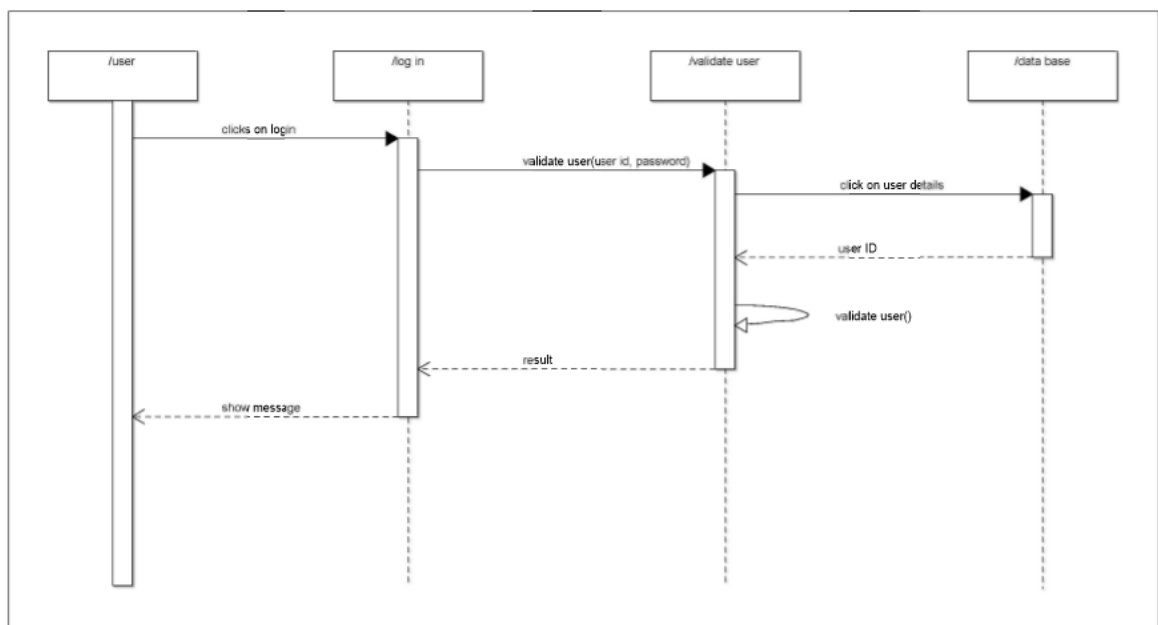 /user
/log in
/validate user
/data base
clicks on login
validate user(user id, password)
click on user details
user ID
validate user()
result
show message